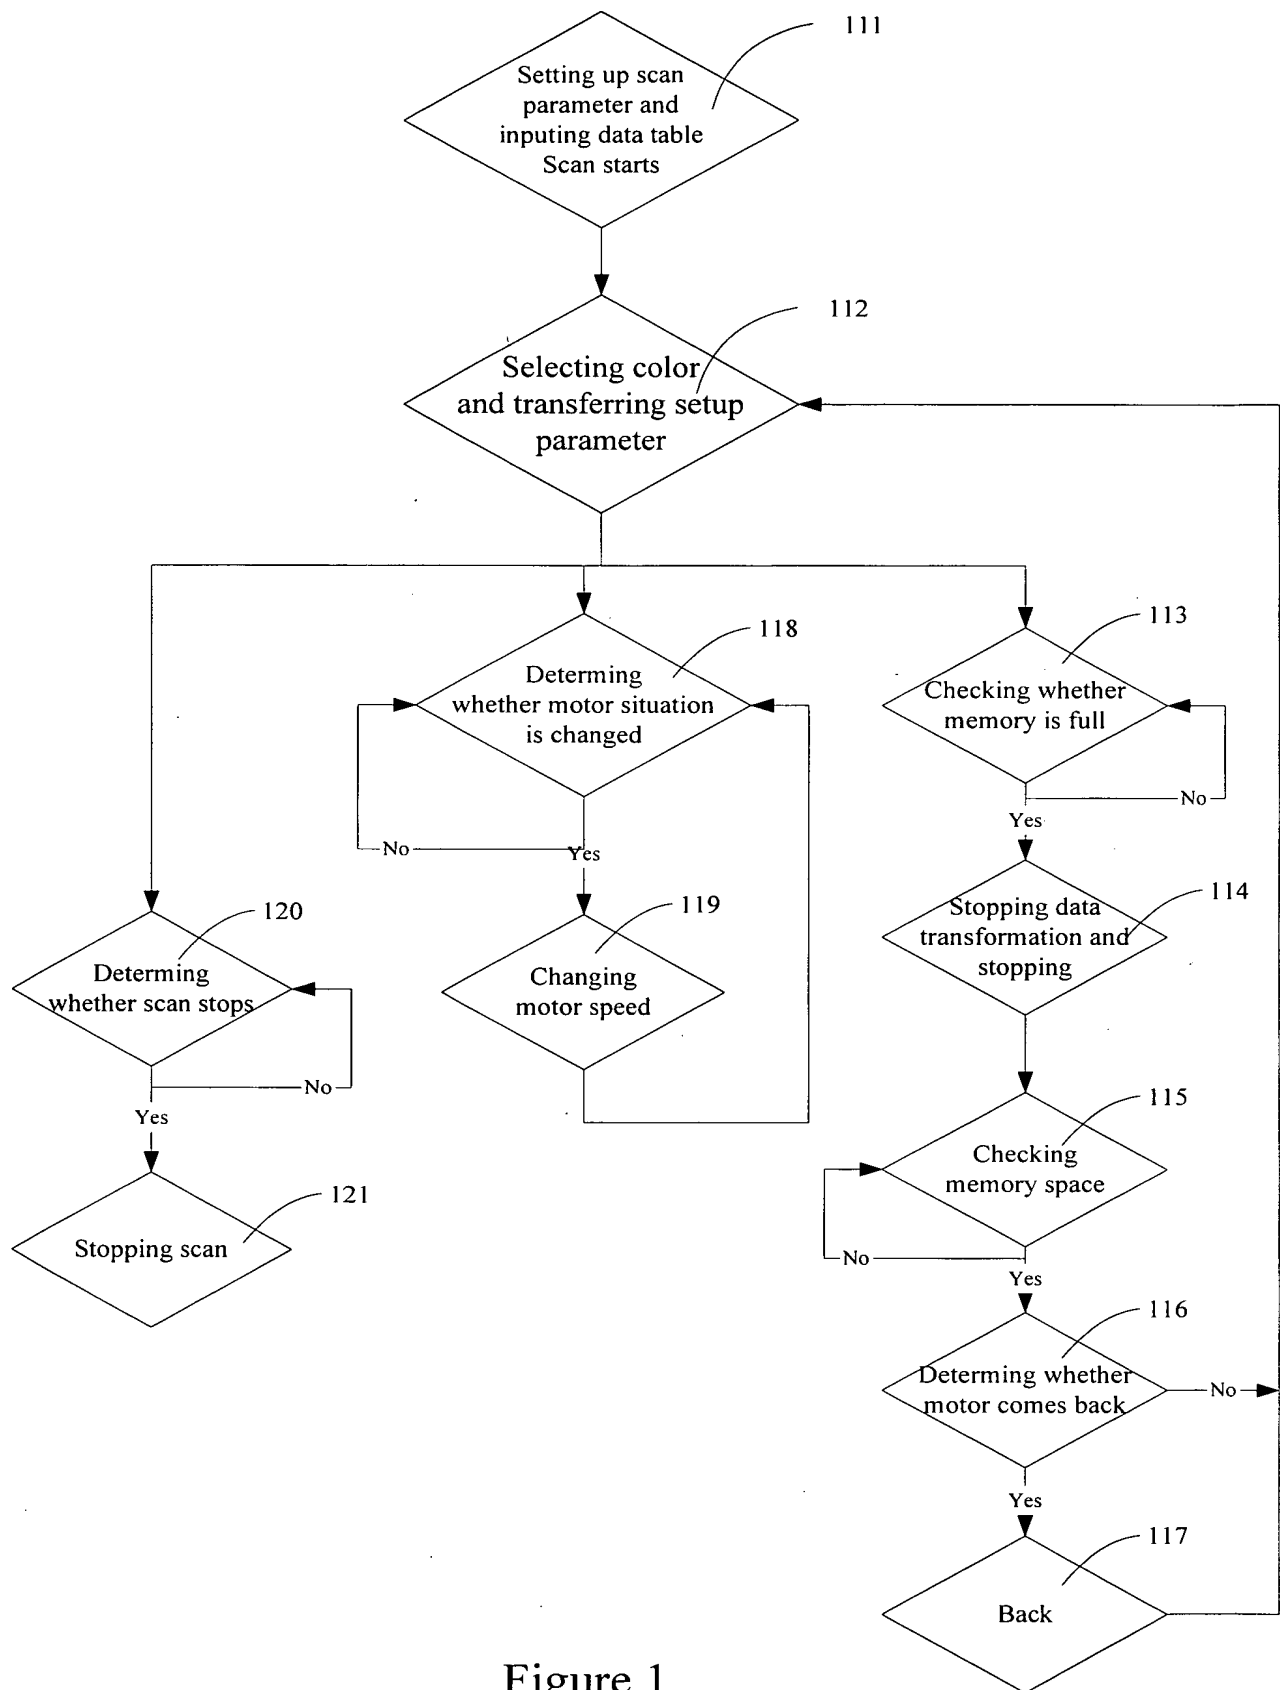 111
Setting up scan
parameter and
inputing data table
Scan starts
112
Selecting color
and transferring setup
parameter
118
Determing
whether motor situation
is changed
No
Yes
119
Changing
motor speed
113
Checking whether
memory is full
No
Yes
114
Stopping data
transformation and
stopping
120
Determing
whether scan stops
No
Yes
121
Stopping scan
115
Checking
memory space
No
Yes
116
Determing whether
motor comes back
No
Yes
117
Back
Figure 1